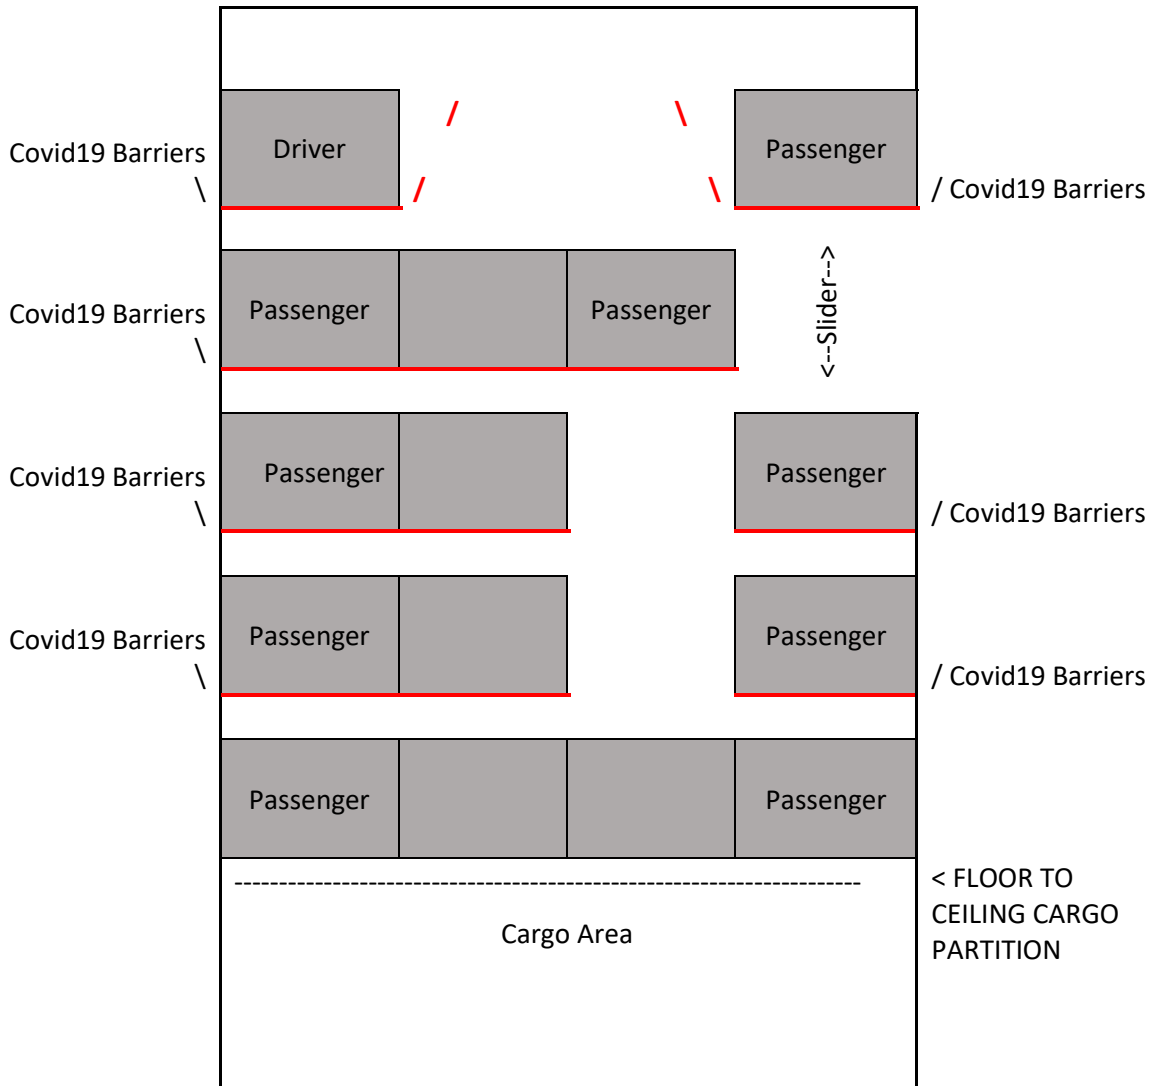 / \
Covid19 Barriers Driver Passenger
\ / \ / Covid19 Barriers
Covid19 Barriers Passenger Passenger <--Slider-->
\
Covid19 Barriers Passenger Passenger
\ / Covid19 Barriers
Covid19 Barriers Passenger Passenger
\ / Covid19 Barriers
Passenger Passenger
---------------------------------------------------------------------- < FLOOR TO
CEILING CARGO
Cargo Area
PARTITION